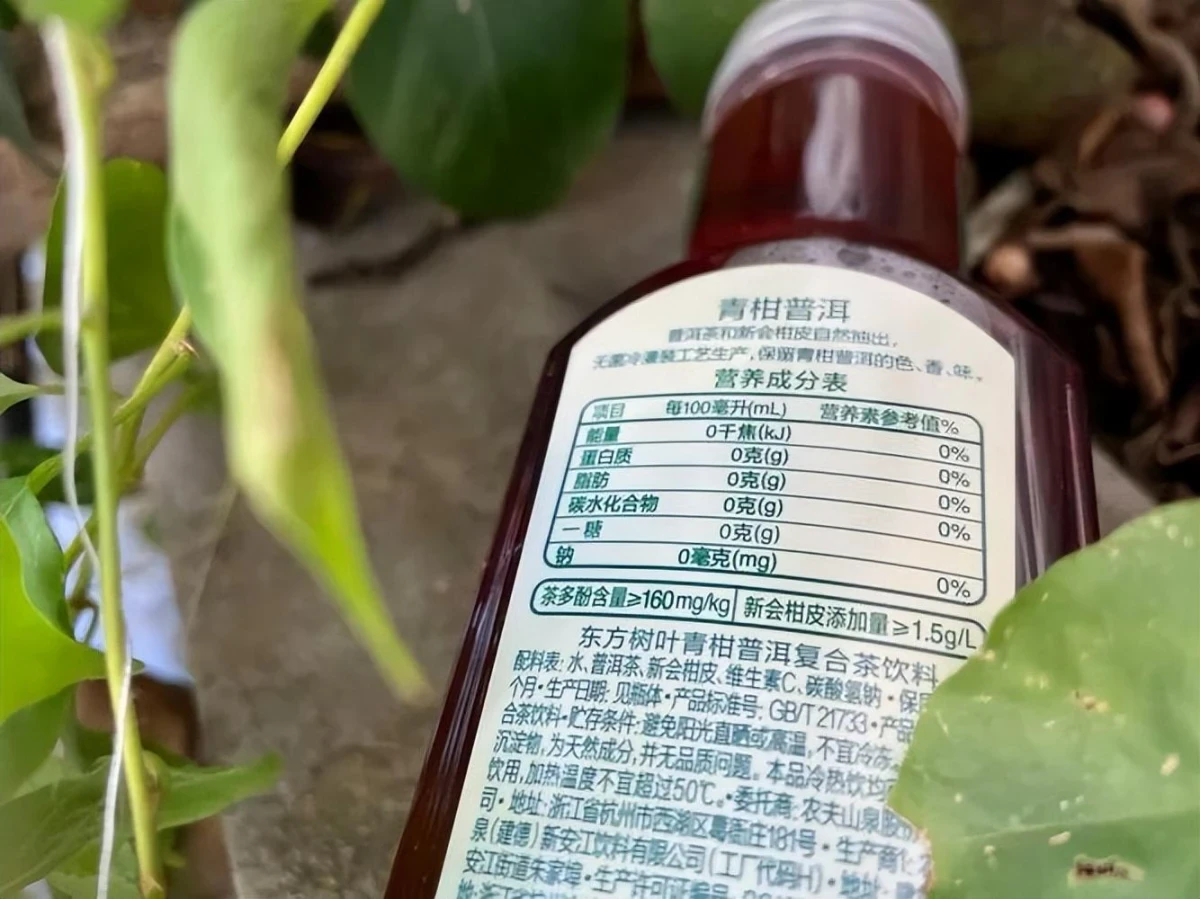 青柑普洱
普洱茶和新会柑皮自然抽出,
无菌冷灌装工艺生产,保留青柑普洱的色、香、味。
营养成分表
项目 每100毫升(mL) 营养素参考值%
能量 0千焦(kJ) 0%
蛋白质 0克(g) 0%
脂肪 0克(g) 0%
碳水化合物 0克(g) 0%
一糖 0克(g)
钠 0毫克(mg) 0%
茶多酚含量≥160mg/kg 新会柑皮添加量≥1.5g/L
东方树叶青柑普洱复合茶饮料
配料表:水、普洱茶、新会柑皮、维生素C、碳酸氢钠·保
个月·生产日期:见瓶体·产品标准号:GB/T 21733·产品
合茶饮料·贮存条件:避免阳光直晒或高温,不宜冷冻。
沉淀物,为天然成分,并无品质问题。本品冷热饮均
饮用,加热温度不宜超过50℃。·委托商:农夫山泉股
司·地址:浙江省杭州市西湖区葛衙庄181号·生产商
泉(建德)新安江饮料有限公司(工厂代码H)·地址:
安江街道朱家埠·生产许可证编号